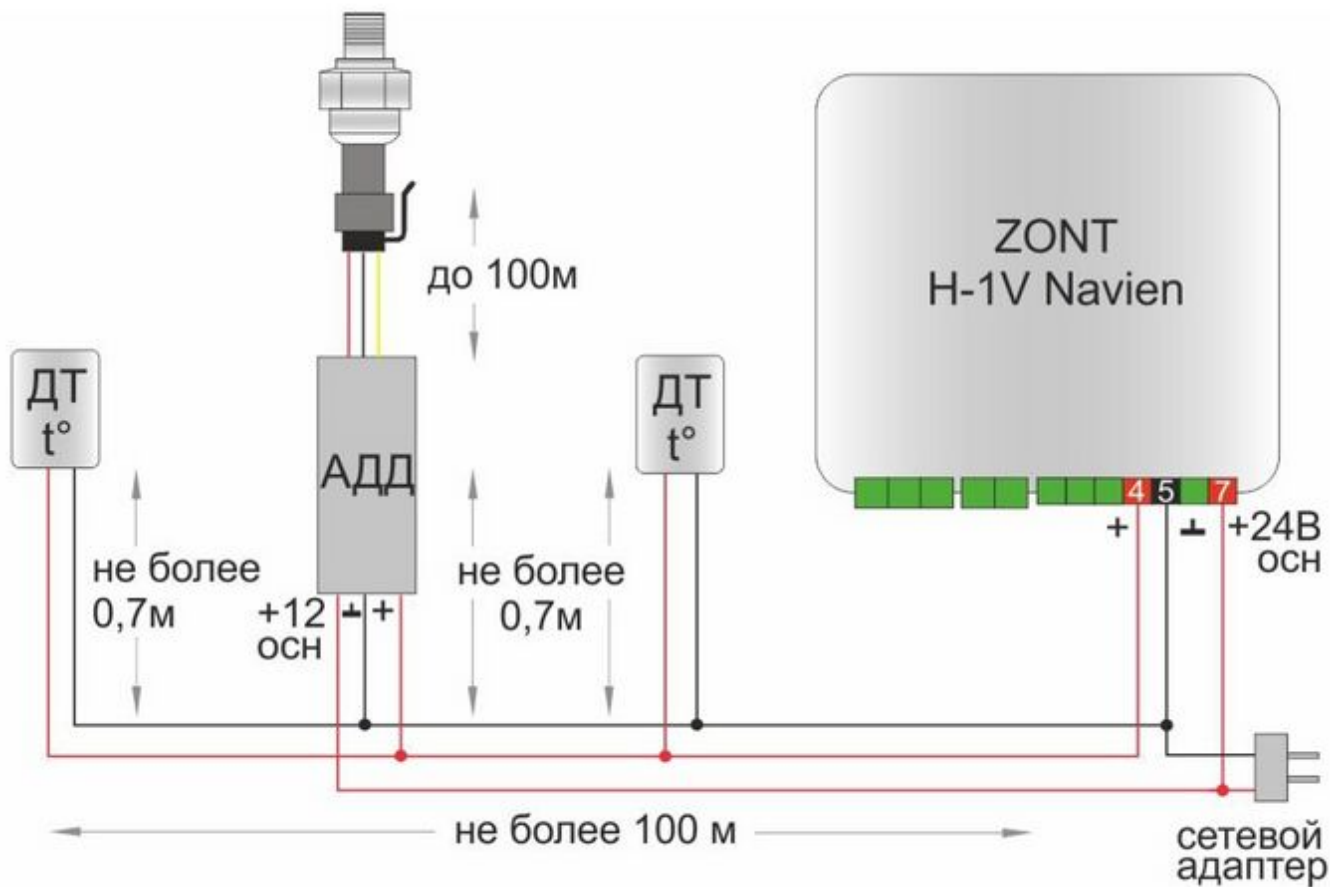 ZONT
H-1V Navien
до 100м
ДТ
t°
АДД
ДТ
t°
4 5 7
+
+24В
осн
не более
0,7м
+12 +
осн
не более
0,7м
не более 100 м
сетевой
адаптер